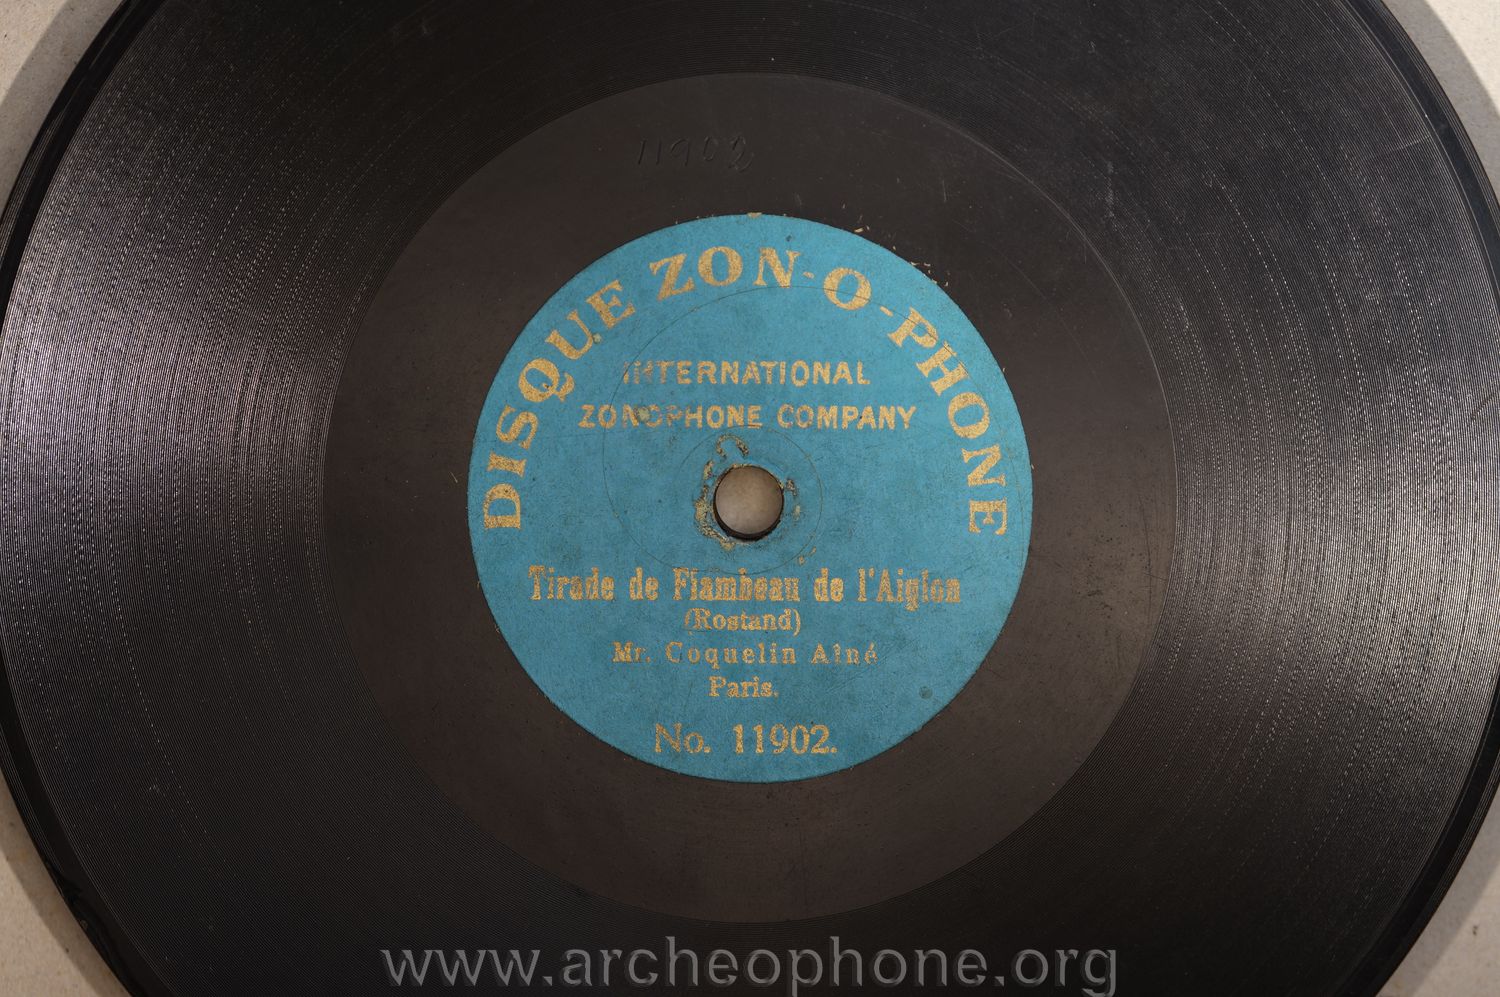 11902
DISQUE ZON-O-PHONE
INTERNATIONAL
ZONOPHONE COMPANY
Tirade de Flambeau de l'Aiglon
(Rostand)
Mr. Coquelin Aîné
Paris.
No. 11902.
www.archeophone.org